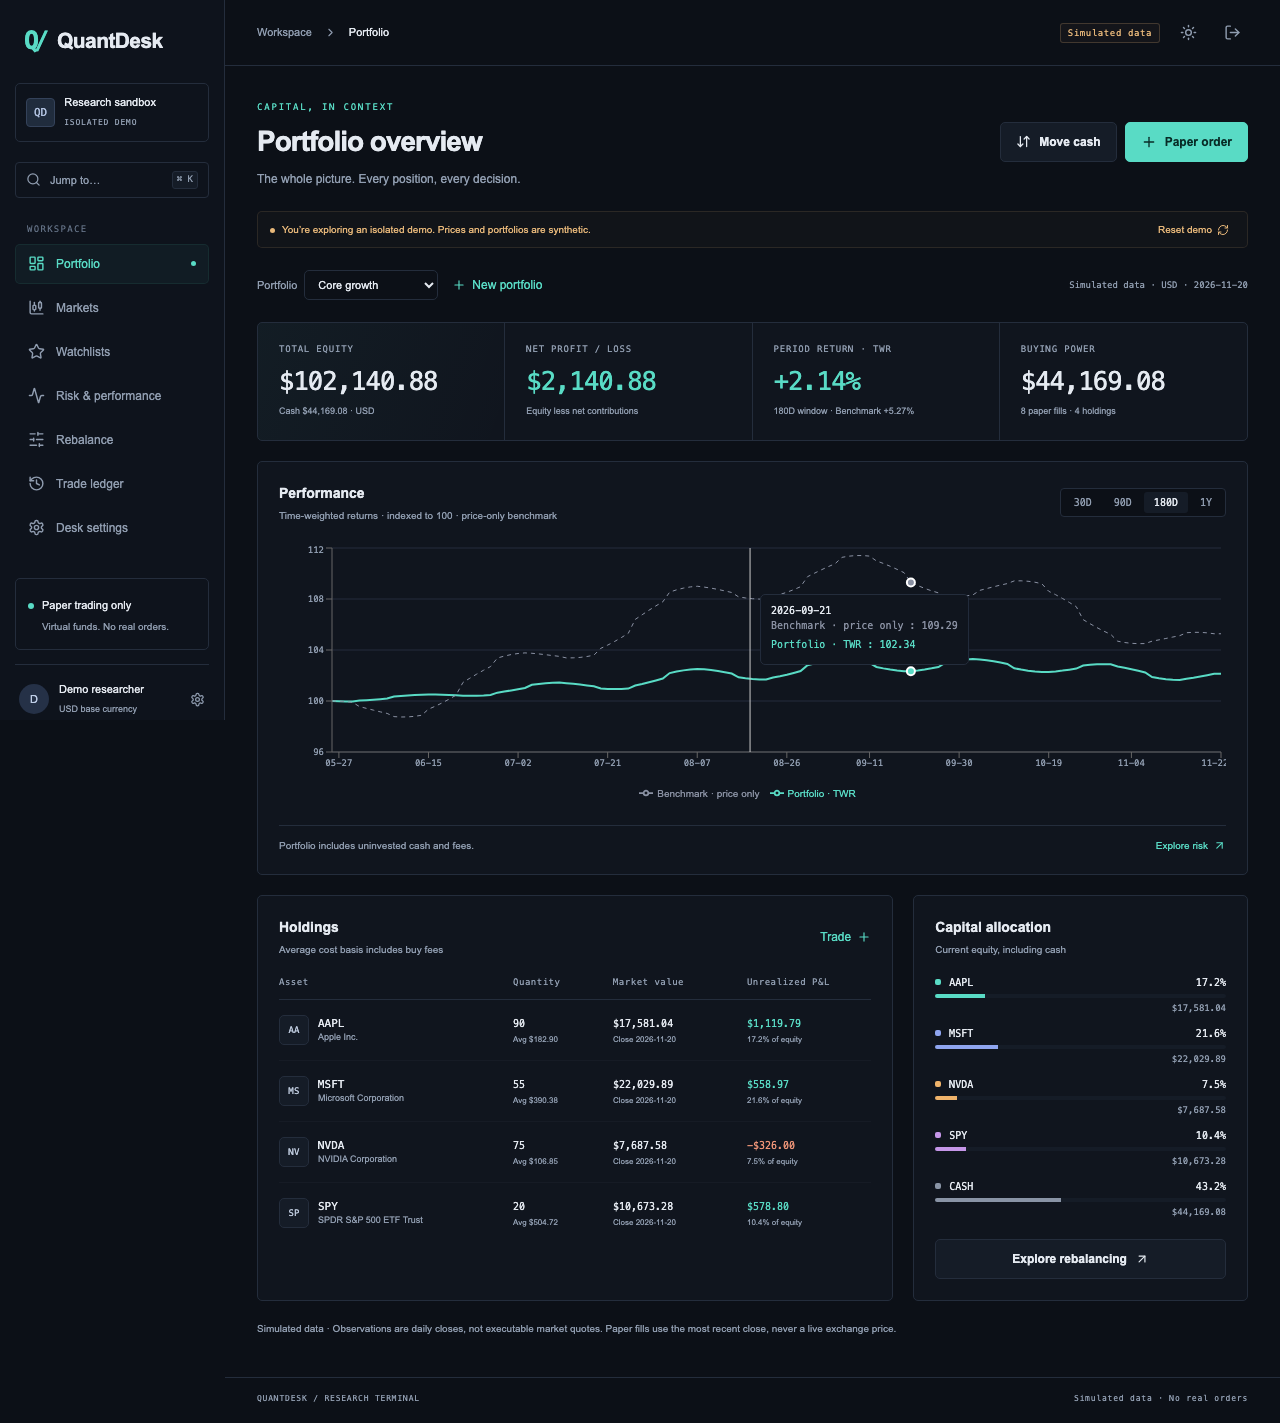 QuantDesk
QD
Research sandbox
ISOLATED DEMO
Jump to…
⌘ K
WORKSPACE
Portfolio
Markets
Watchlists
Risk & performance
Rebalance
Trade ledger
Desk settings
Paper trading only
Virtual funds. No real orders.
D
Demo researcher
USD base currency
Workspace
Portfolio
Simulated data
CAPITAL, IN CONTEXT
Portfolio overview
The whole picture. Every position, every decision.
Move cash
Paper order
You're exploring an isolated demo. Prices and portfolios are synthetic.
Reset demo
Portfolio
Core growth
New portfolio
Simulated data · USD · 2026-11-20
TOTAL EQUITY
$102,140.88
Cash $44,169.08 · USD
NET PROFIT / LOSS
$2,140.88
Equity less net contributions
PERIOD RETURN · TWR
+2.14%
180D window · Benchmark +5.27%
BUYING POWER
$44,169.08
8 paper fills · 4 holdings
Performance
Time-weighted returns · indexed to 100 · price-only benchmark
30D
90D
180D
1Y
112
108
104
100
96
2026-09-21
Benchmark · price only : 109.29
Portfolio · TWR : 102.34
05-27
06-15
07-02
07-21
08-07
08-26
09-11
09-30
10-19
11-04
11-22
Benchmark · price only
Portfolio · TWR
Portfolio includes uninvested cash and fees.
Explore risk
Holdings
Average cost basis includes buy fees
Trade
Asset
Quantity
Market value
Unrealized P&L
AA
AAPL
Apple Inc.
90
Avg $182.90
$17,581.04
Close 2026-11-20
$1,119.79
17.2% of equity
MS
MSFT
Microsoft Corporation
55
Avg $390.38
$22,029.89
Close 2026-11-20
$558.97
21.6% of equity
NV
NVDA
NVIDIA Corporation
75
Avg $106.85
$7,687.58
Close 2026-11-20
-$326.00
7.5% of equity
SP
SPY
SPDR S&P 500 ETF Trust
20
Avg $504.72
$10,673.28
Close 2026-11-20
$578.80
10.4% of equity
Capital allocation
Current equity, including cash
AAPL
17.2%
$17,581.04
MSFT
21.6%
$22,029.89
NVDA
7.5%
$7,687.58
SPY
10.4%
$10,673.28
CASH
43.2%
$44,169.08
Explore rebalancing
Simulated data · Observations are daily closes, not executable market quotes. Paper fills use the most recent close, never a live exchange price.
QUANTDESK / RESEARCH TERMINAL
Simulated data · No real orders